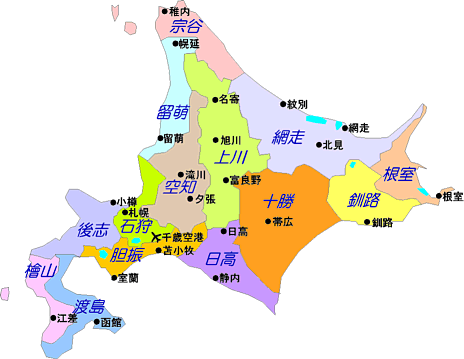 稚内
宗谷
幌延
留萌
名寄
紋別
網走
留萌
旭川
網走
北見
上川
滝川
空知
富良野
根室
夕張
十勝
釧路
根室
小樽
札幌
石狩
後志
帯広
釧路
千歳空港
日高
胆振
苫小牧
日高
檜山
室蘭
静内
渡島
江差
函館